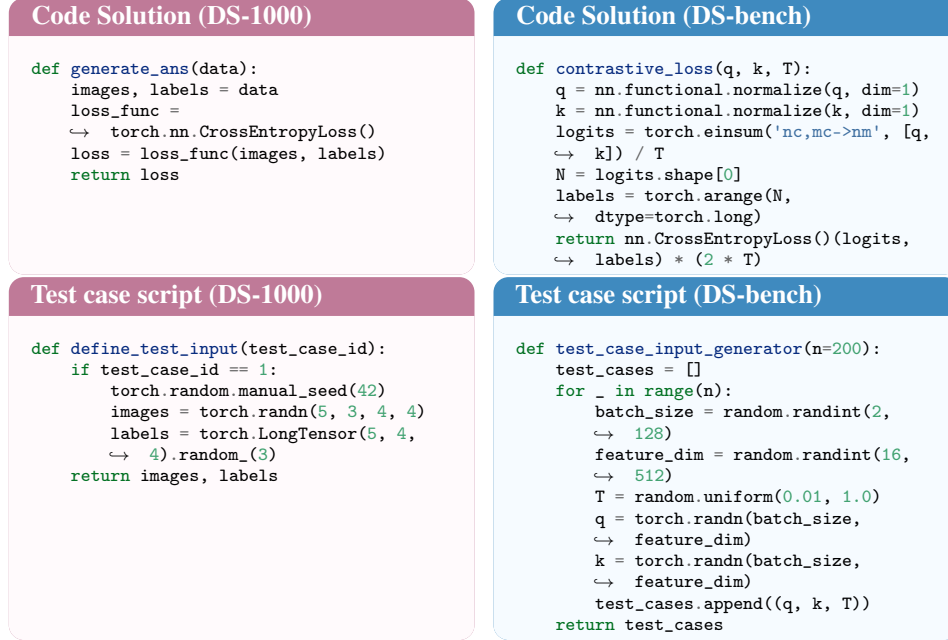 Code Solution (DS-1000)
def generate_ans(data):
    images, labels = data
    loss_func =
    ↪ torch.nn.CrossEntropyLoss()
    loss = loss_func(images, labels)
    return loss
Code Solution (DS-bench)
def contrastive_loss(q, k, T):
    q = nn.functional.normalize(q, dim=1)
    k = nn.functional.normalize(k, dim=1)
    logits = torch.einsum('nc,mc->nm', [q,
    ↪ k]) / T
    N = logits.shape[0]
    labels = torch.arange(N,
    ↪ dtype=torch.long)
    return nn.CrossEntropyLoss()(logits,
    ↪ labels) * (2 * T)
Test case script (DS-1000)
def define_test_input(test_case_id):
    if test_case_id == 1:
        torch.random.manual_seed(42)
        images = torch.randn(5, 3, 4, 4)
        labels = torch.LongTensor(5, 4,
        ↪ 4).random_(3)
    return images, labels
Test case script (DS-bench)
def test_case_input_generator(n=200):
    test_cases = []
    for _ in range(n):
        batch_size = random.randint(2,
        ↪ 128)
        feature_dim = random.randint(16,
        ↪ 512)
        T = random.uniform(0.01, 1.0)
        q = torch.randn(batch_size,
        ↪ feature_dim)
        k = torch.randn(batch_size,
        ↪ feature_dim)
        test_cases.append((q, k, T))
    return test_cases